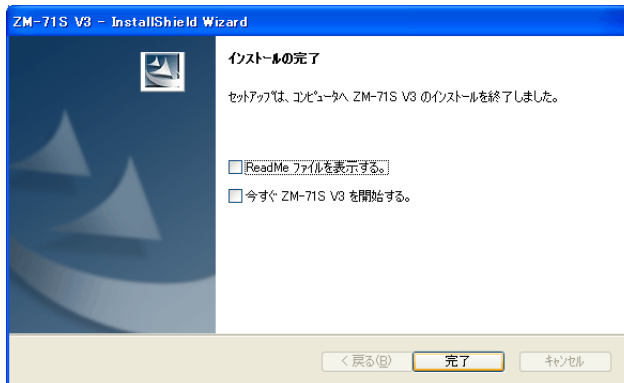 ZM-71S V3 - InstallShield Wizard
ｲﾝｽﾄｰﾙの完了
ｾｯﾄｱｯﾌﾟは、ｺﾝﾋﾟｭｰﾀへ ZM-71S V3 のｲﾝｽﾄｰﾙを終了しました。
ReadMe ﾌｧｲﾙを表示する。
今すぐ ZM-71S V3 を開始する。
< 戻る(B)
完了
ｷｬﾝｾﾙ